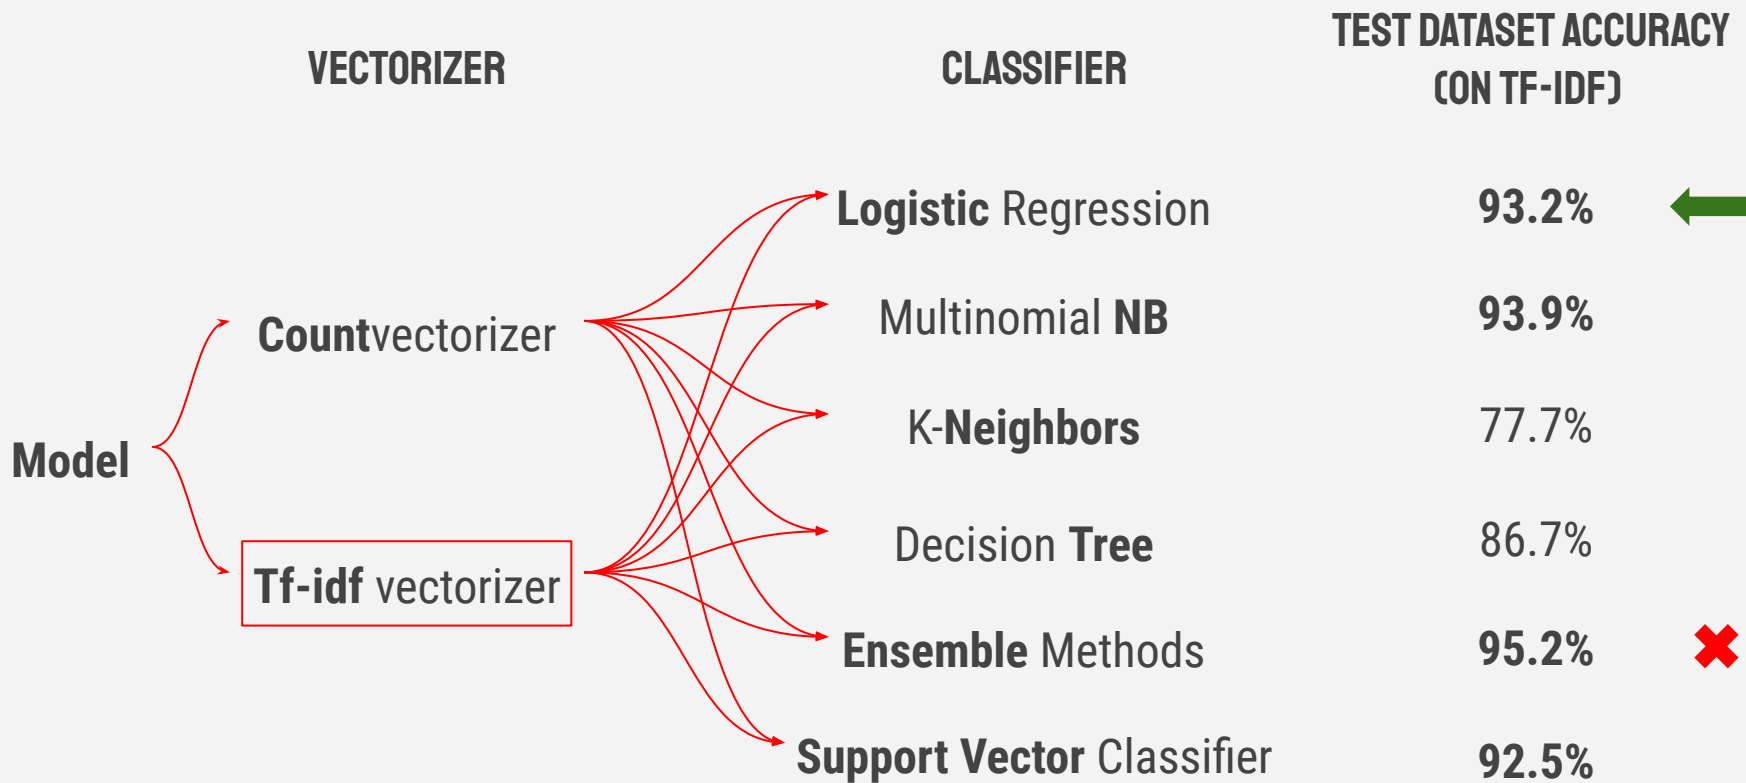 VECTORIZER
CLASSIFIER
TEST DATASET ACCURACY
(ON TF-IDF)
Logistic Regression
93.2%
Multinomial NB
93.9%
Countvectorizer
K-Neighbors
77.7%
Model
Decision Tree
86.7%
Tf-idf vectorizer
Ensemble Methods
95.2%
Support Vector Classifier
92.5%